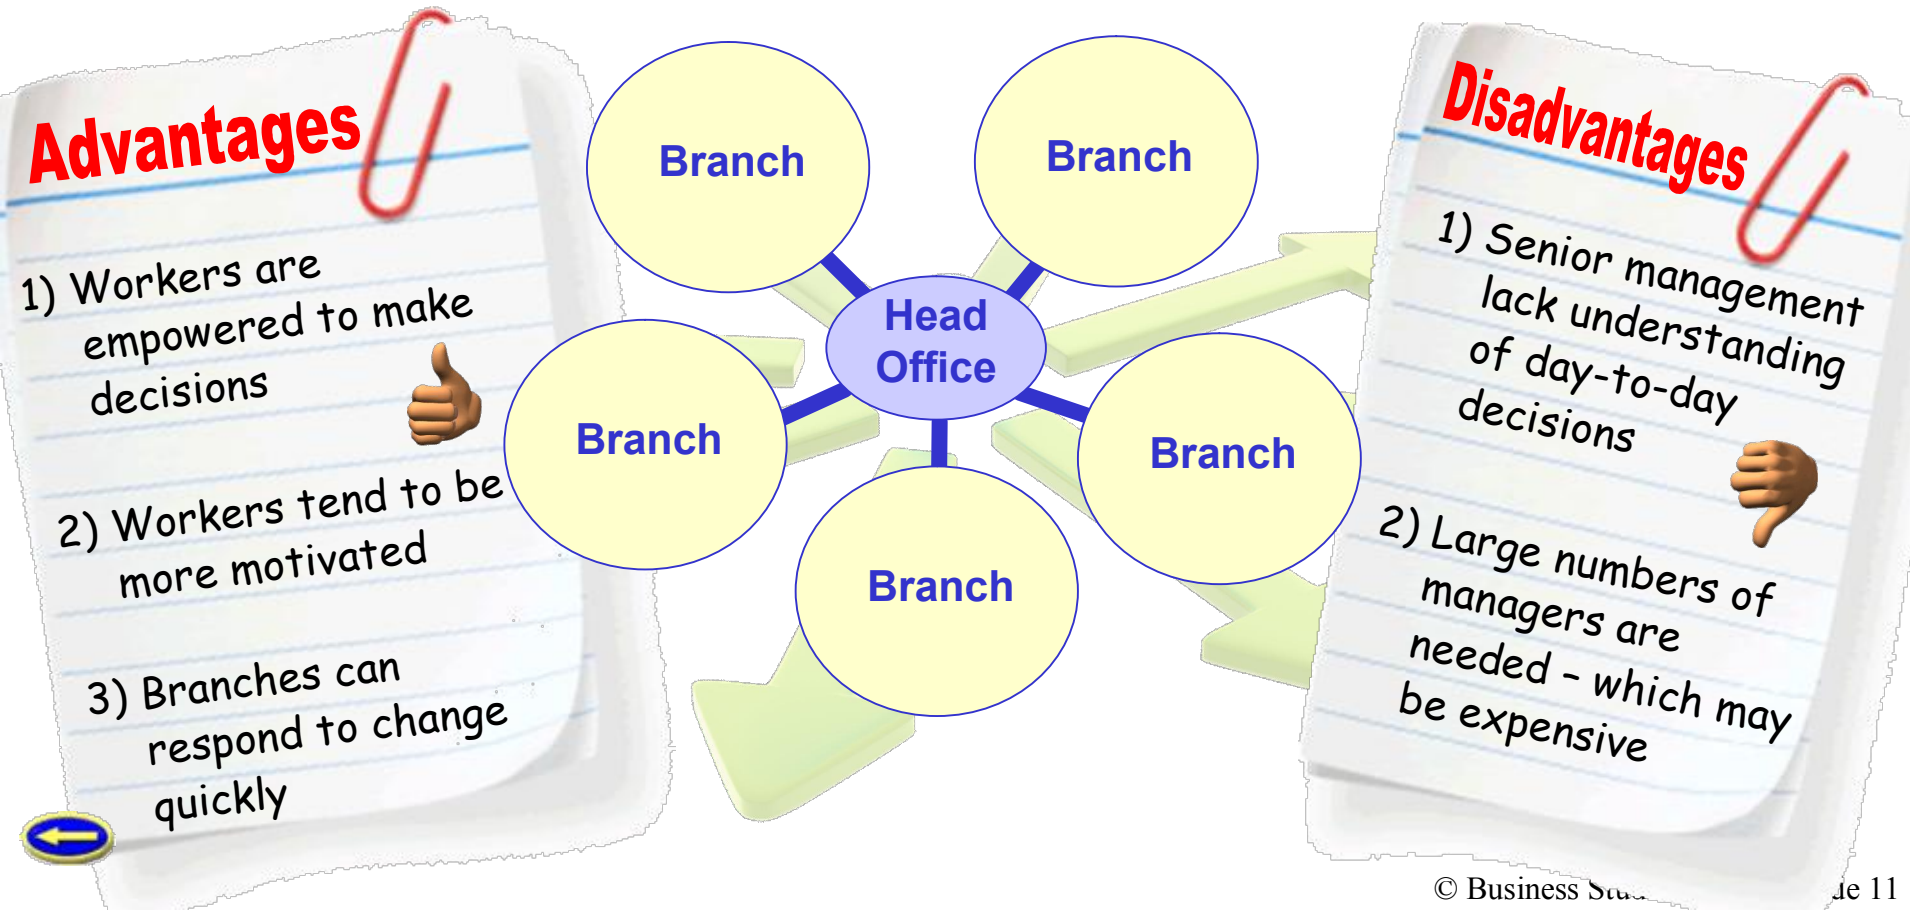 Advantages
1) Workers are
empowered to make
decisions
2) Workers tend to be
more motivated
3) Branches can
respond to change
quickly
Branch
Branch
Head
Office
Branch
Branch
Branch
Disadvantages
1) Senior management
lack understanding
of day-to-day
decisions
2) Large numbers of
managers are
needed – which may
be expensive
© Business 11